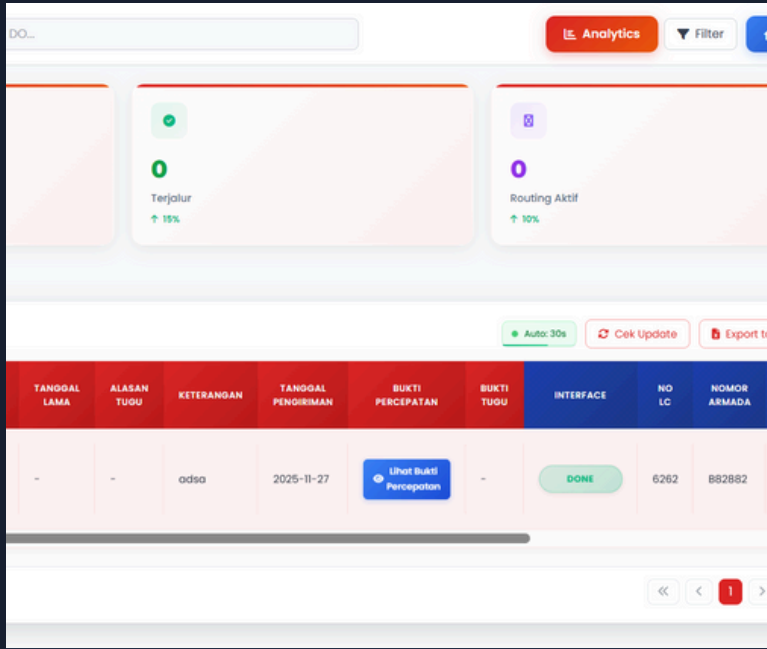 DO...
Analytics
Filter
0
Terjalur
↑ 15%
0
Routing Aktif
↑ 10%
Auto: 30s
Cek Update
Export to
TANGGAL
LAMA
ALASAN
TUGU
KETERANGAN
TANGGAL
PENGIRIMAN
BUKTI
PERCEPATAN
BUKTI
TUGU
INTERFACE
NO
LC
NOMOR
ARMADA
-
-
adsa
2025-11-27
Lihat Bukti
Percepatan
-
DONE
6262
B82882
« ‹ 1 ›